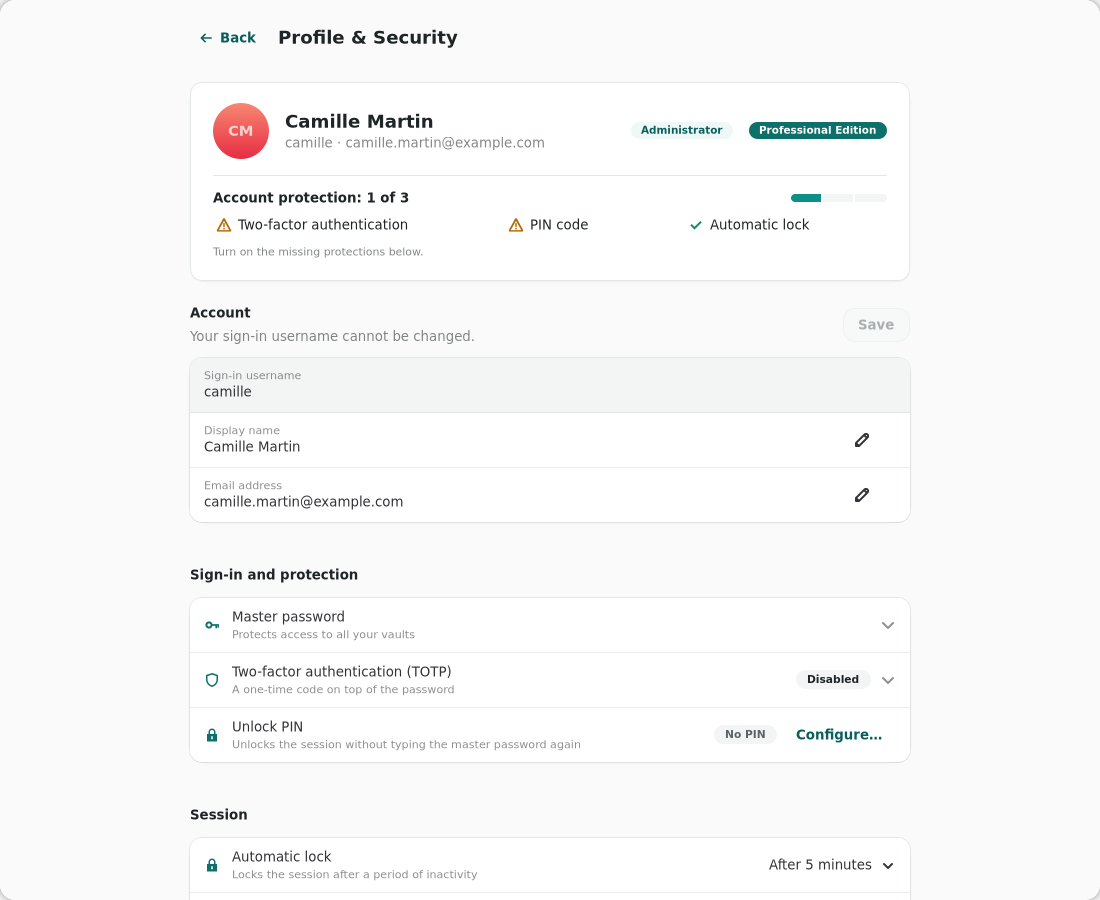 Back
Profile & Security
CM
Camille Martin
camille · camille.martin@example.com
Administrator
Professional Edition
Account protection: 1 of 3
Two-factor authentication
PIN code
Automatic lock
Turn on the missing protections below.
Account
Your sign-in username cannot be changed.
Save
Sign-in username
camille
Display name
Camille Martin
Email address
camille.martin@example.com
Sign-in and protection
Master password
Protects access to all your vaults
Two-factor authentication (TOTP)
A one-time code on top of the password
Disabled
Unlock PIN
Unlocks the session without typing the master password again
No PIN
Configure...
Session
Automatic lock
Locks the session after a period of inactivity
After 5 minutes